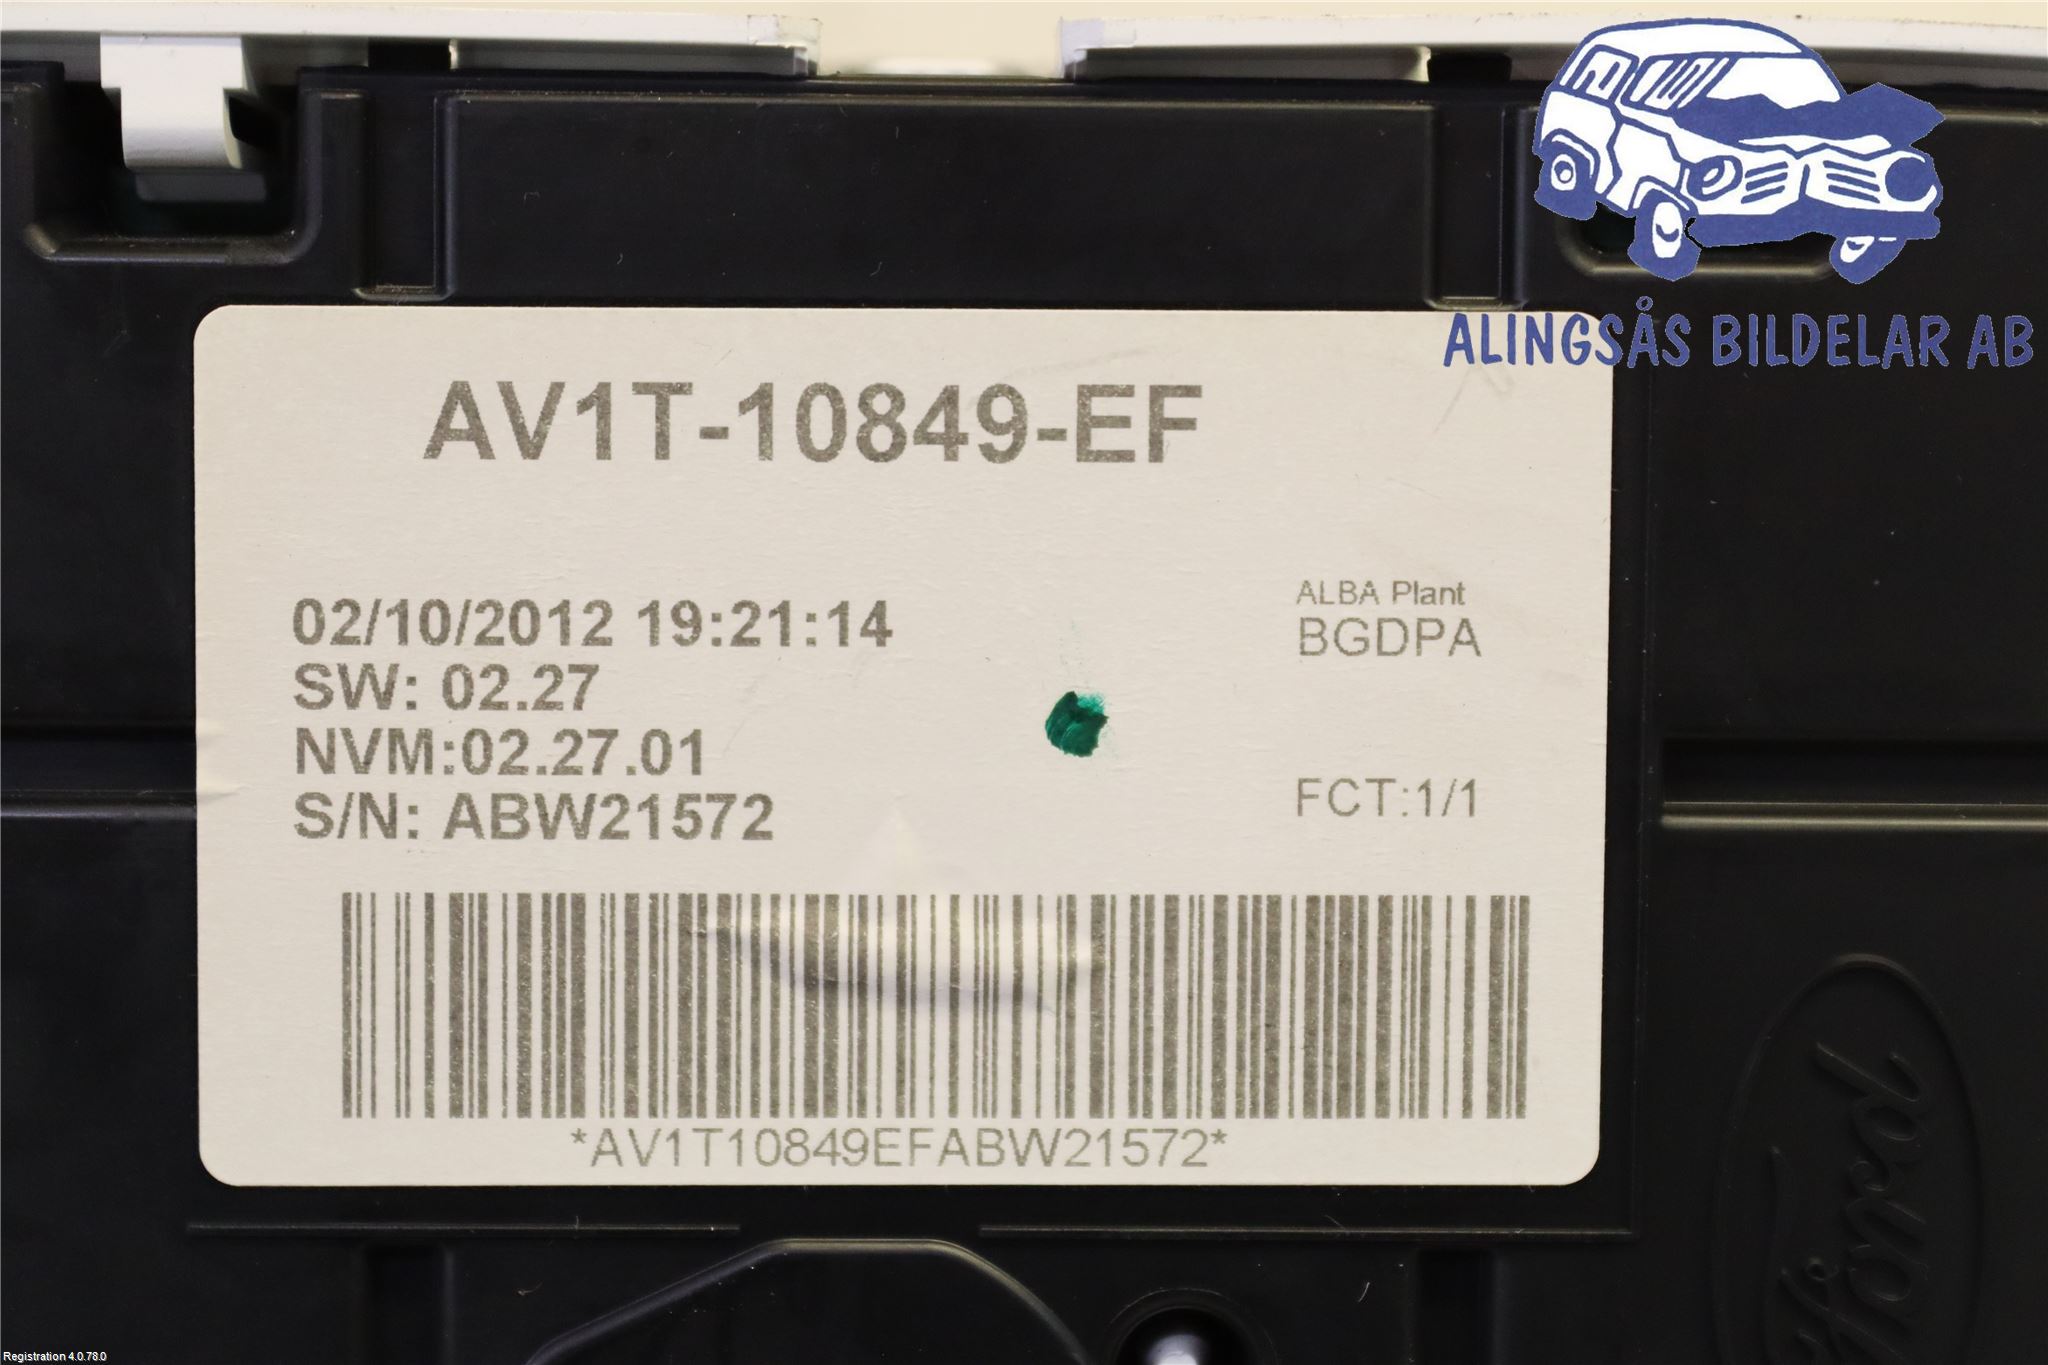 ALINGSÅS BILDELAR AB
AV1T-10849-EF
02/10/2012 19:21:14
SW: 02.27
NVM:02.27.01
S/N: ABW21572
ALBA Plant
BGDPA
FCT:1/1
*AV1T10849EFABW21572*
Ford
Registration 4.0.78.0